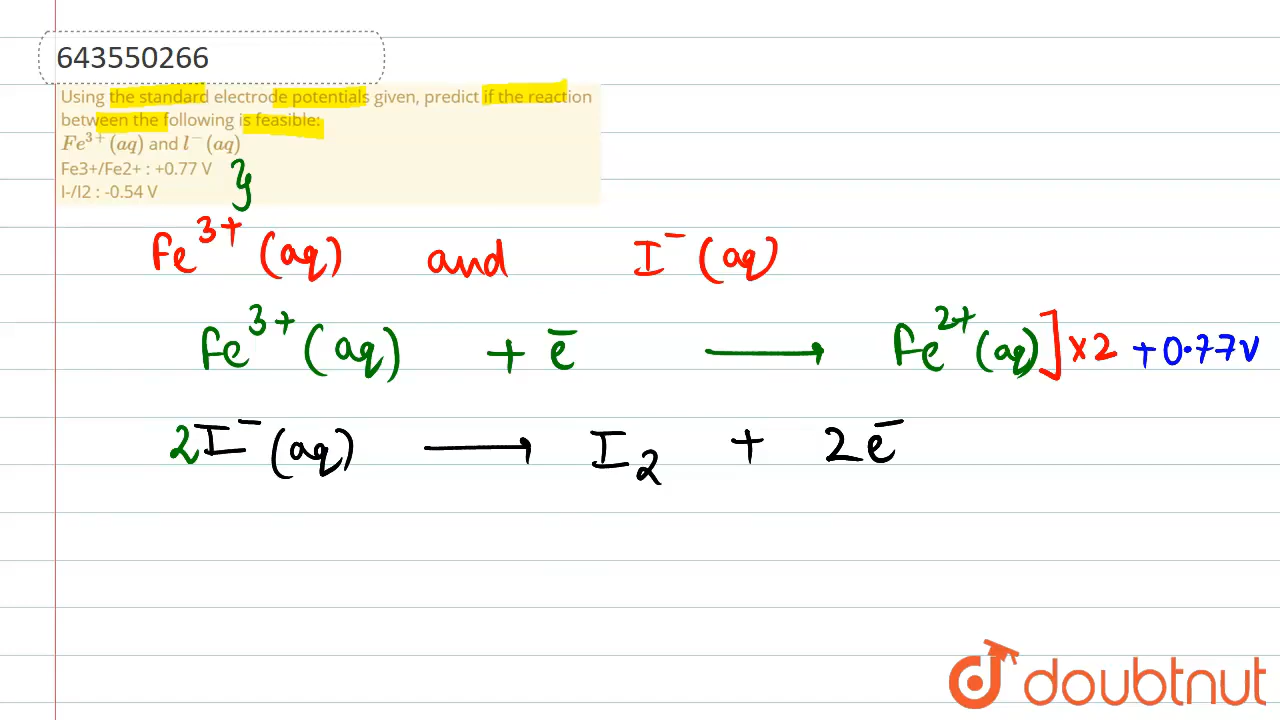 643550266
Using the standard electrode potentials given, predict if the reaction
between the following is feasible:
Fe³⁺(aq) and l⁻(aq)
Fe3+/Fe2+ : +0.77 V
I-/I2 : -0.54 V
Fe³⁺ (aq) and I⁻ (aq)
Fe³⁺ (aq) + e⁻ ⟶ Fe²⁺ (aq)] ×2 +0.77V
2I⁻ (aq) ⟶ I₂ + 2e⁻
doubtnut